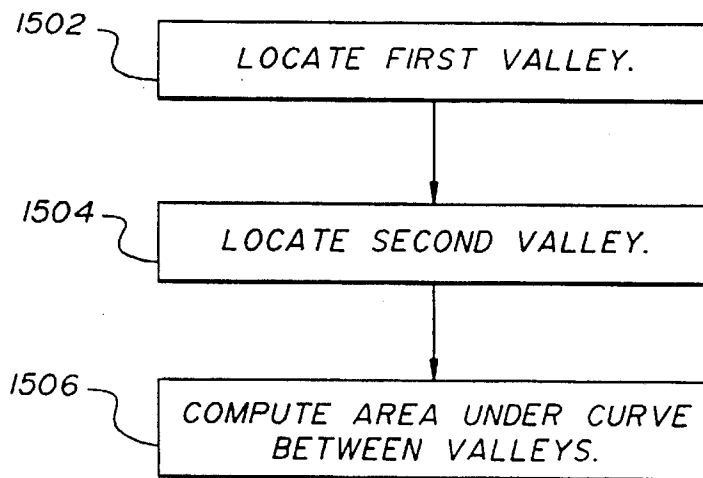 1502
LOCATE FIRST VALLEY.
1504
LOCATE SECOND VALLEY.
1506
COMPUTE AREA UNDER CURVE
BETWEEN VALLEYS.